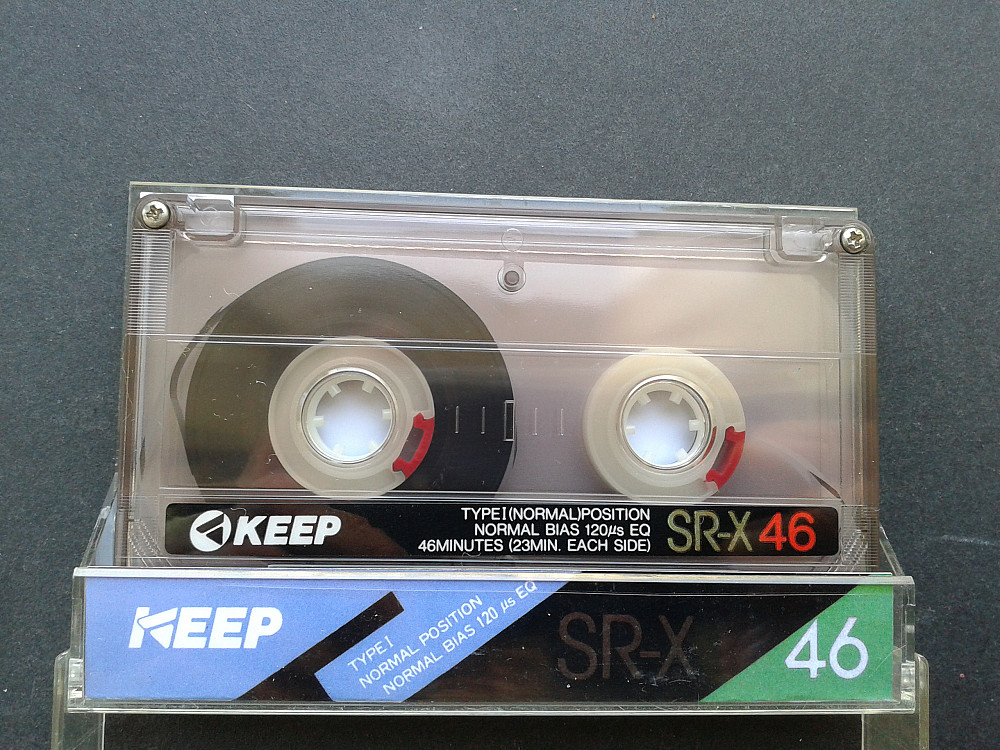 KEEP
TYPE I (NORMAL) POSITION
NORMAL BIAS 120µs EQ
46MINUTES (23MIN. EACH SIDE)
SR-X 46
KEEP
TYPE I
NORMAL POSITION
NORMAL BIAS 120 µs EQ
SR-X
46